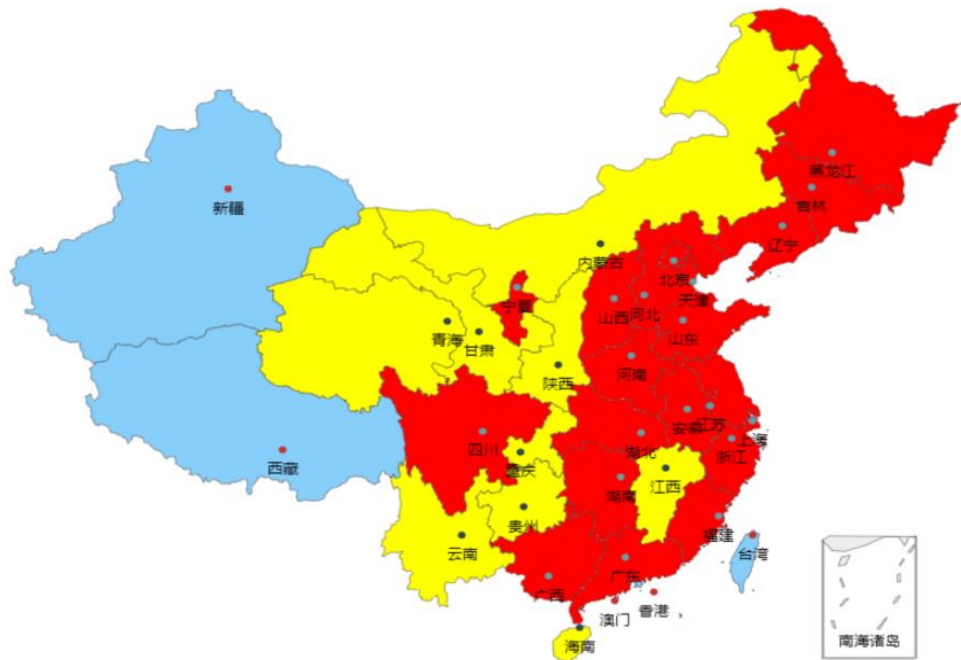 黑龙江
吉林
新疆
辽宁
内蒙古
北京
天津
宁夏
山西
河北
青海
甘肃
山东
陕西
河南
安徽
江苏
上海
四川
湖北
浙江
重庆
西藏
江西
湖南
贵州
福建
云南
台湾
广东
广西
香港
澳门
南海诸岛
海南